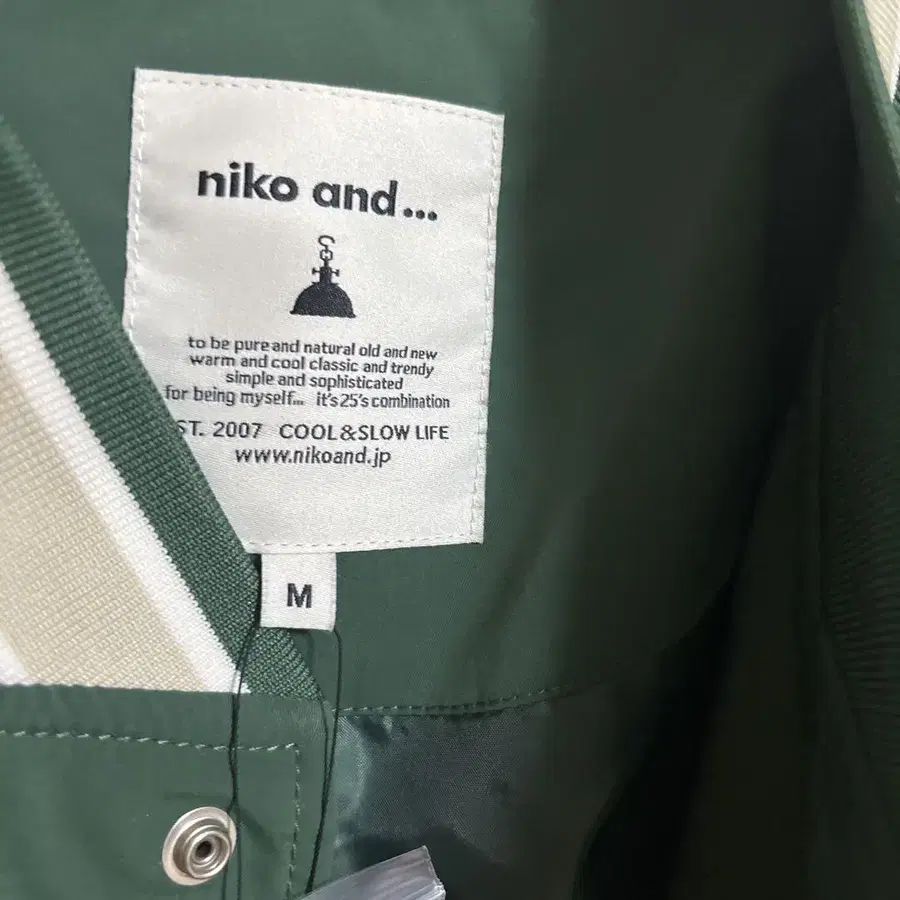 niko and...
to be pure and natural old and new
warm and cool classic and trendy
simple and sophisticated
for being myself... it's 25's combination
ST. 2007 COOL&SLOW LIFE
www.nikoand.jp
M